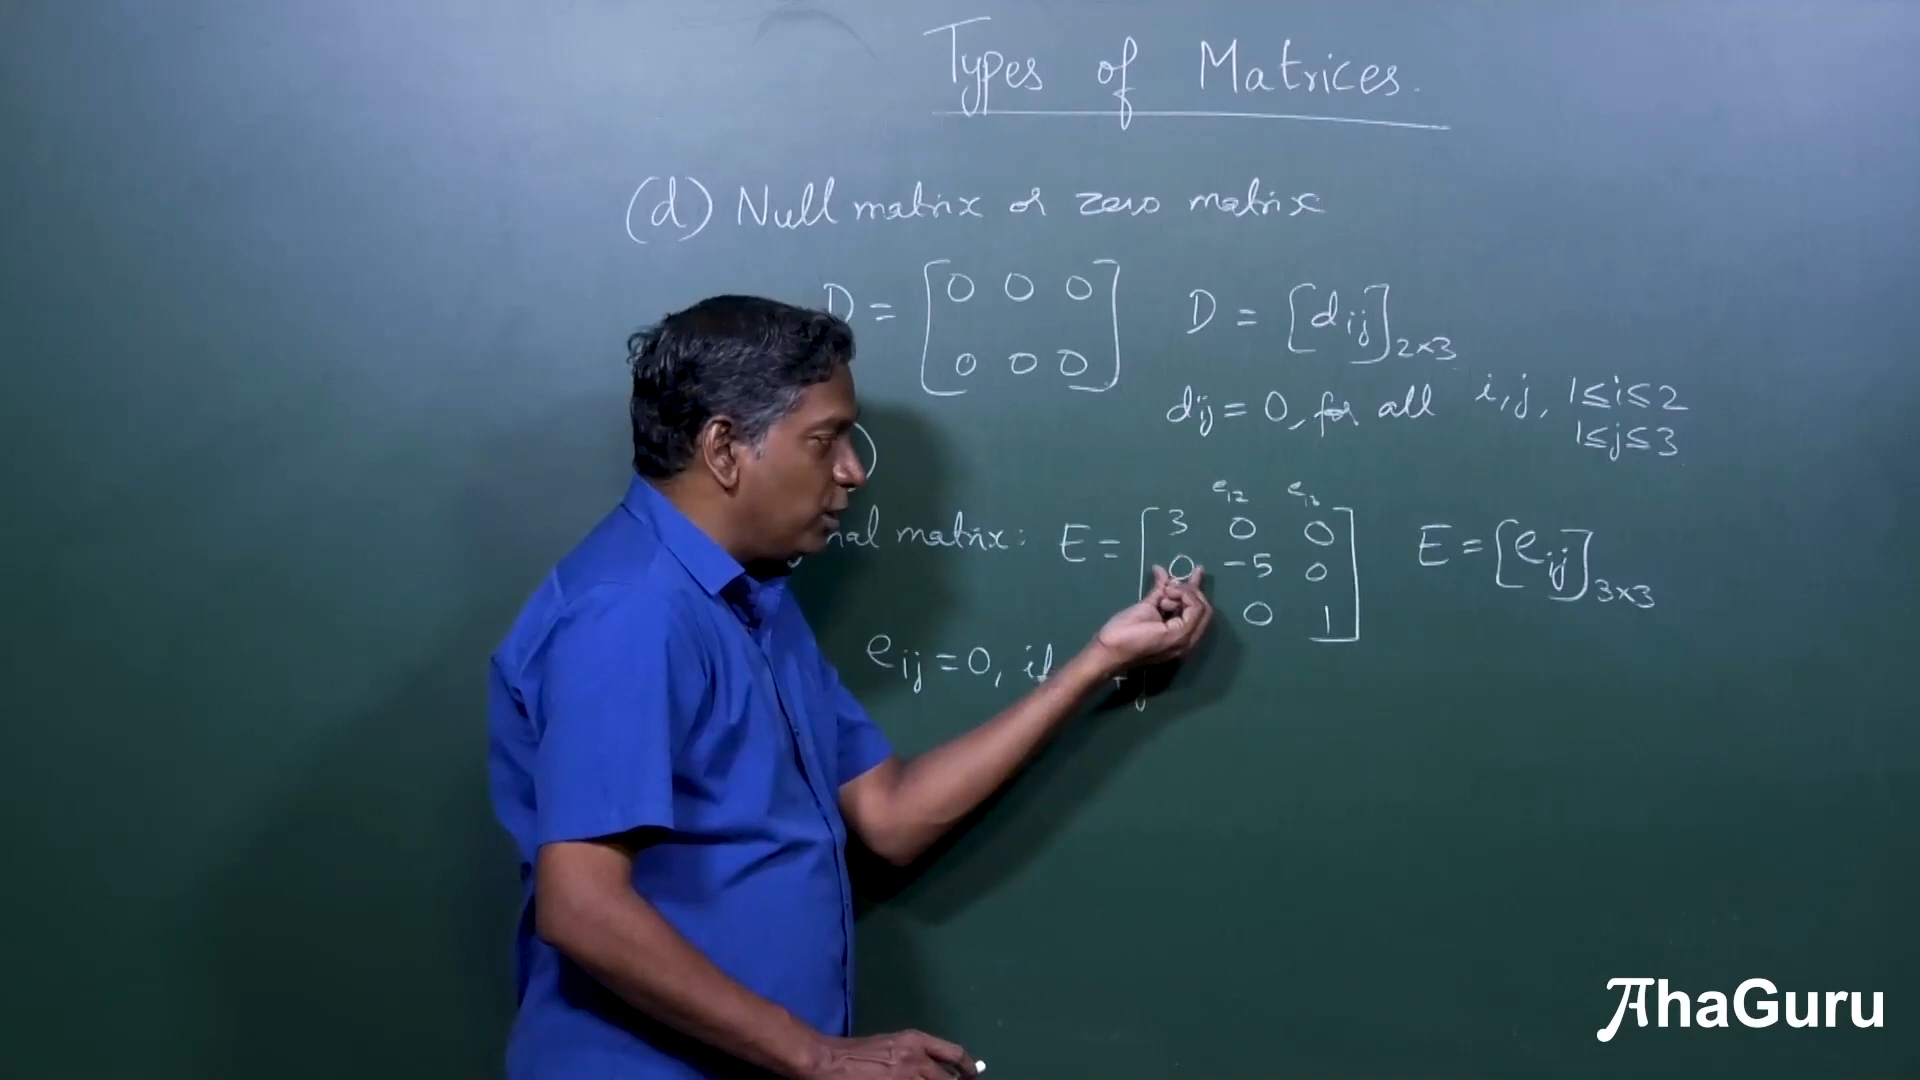 Types of Matrices.
(d) Null matrix or zero matrix
D = [0 0 0
0 0 0]
D = [dij]2×3
dij = 0, for all i,j, 1≤i≤2
1≤j≤3
)
nal matrix: E = [3 0 0
0 -5 0
0 1]
e12 e13
E = [eij]3×3
eij = 0, if ≠ j
AhaGuru